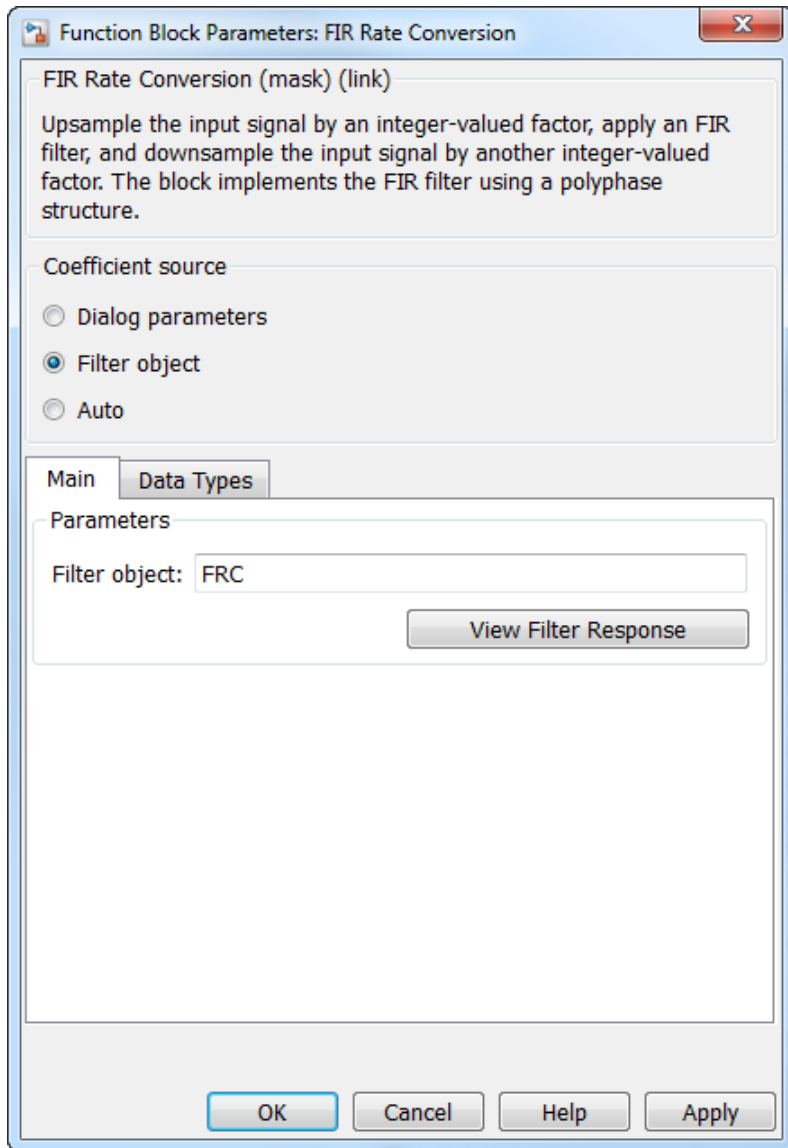 Function Block Parameters: FIR Rate Conversion
X
FIR Rate Conversion (mask) (link)
Upsample the input signal by an integer-valued factor, apply an FIR
filter, and downsample the input signal by another integer-valued
factor. The block implements the FIR filter using a polyphase
structure.
Coefficient source
Dialog parameters
Filter object
Auto
Main Data Types
Parameters
Filter object: FRC
View Filter Response
OK Cancel Help Apply